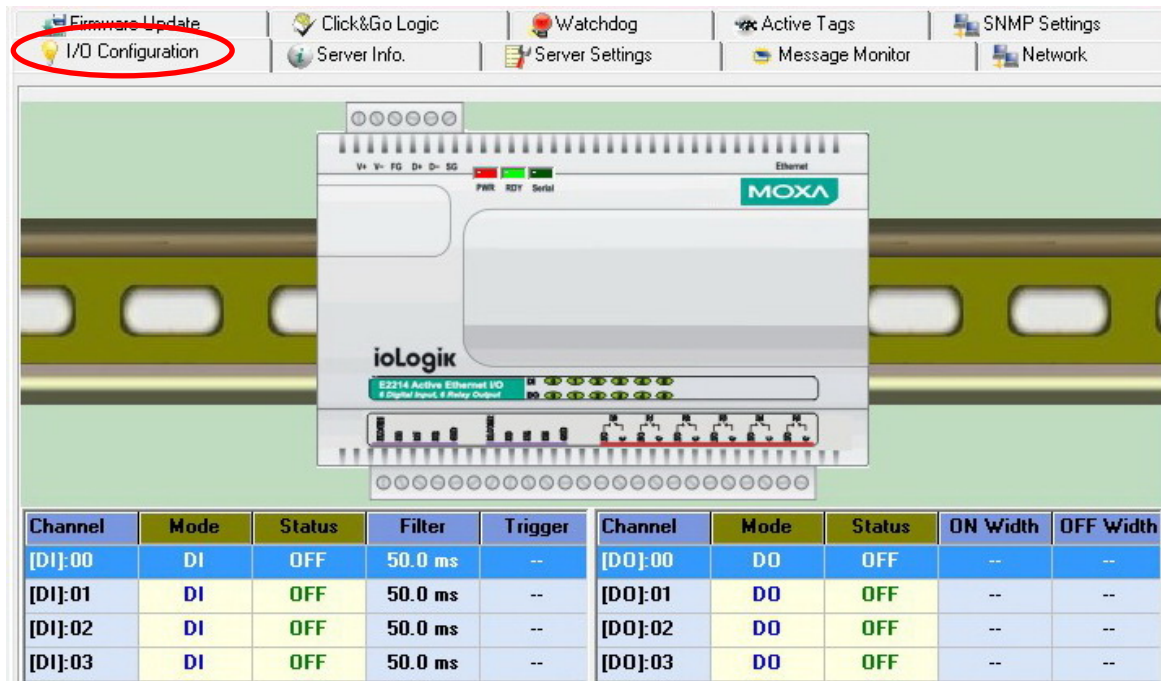 Firmware Update Click&Go Logic Watchdog Active Tags SNMP Settings
I/O Configuration Server Info. Server Settings Message Monitor Network
V+ V- FG D+ D- SG
Ethernet
PWR RDY Serial
MOXA
ioLogik
E2214 Active Ethernet I/O
6 Digital Input, 6 Relay Output
DI
DO
Channel Mode Status Filter Trigger Channel Mode Status ON Width OFF Width
[DI]:00 DI OFF 50.0 ms -- [DO]:00 DO OFF -- --
[DI]:01 DI OFF 50.0 ms -- [DO]:01 DO OFF -- --
[DI]:02 DI OFF 50.0 ms -- [DO]:02 DO OFF -- --
[DI]:03 DI OFF 50.0 ms -- [DO]:03 DO OFF -- --